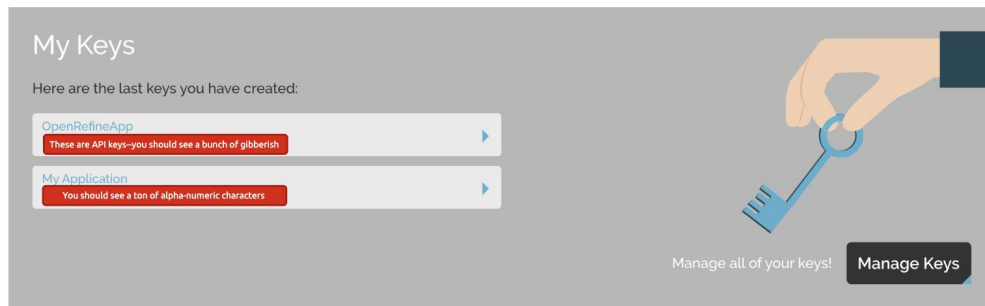 My Keys
Here are the last keys you have created:
OpenRefineApp
These are API keys–you should see a bunch of gibberish
My Application
You should see a ton of alpha-numeric characters
Manage all of your keys!
Manage Keys